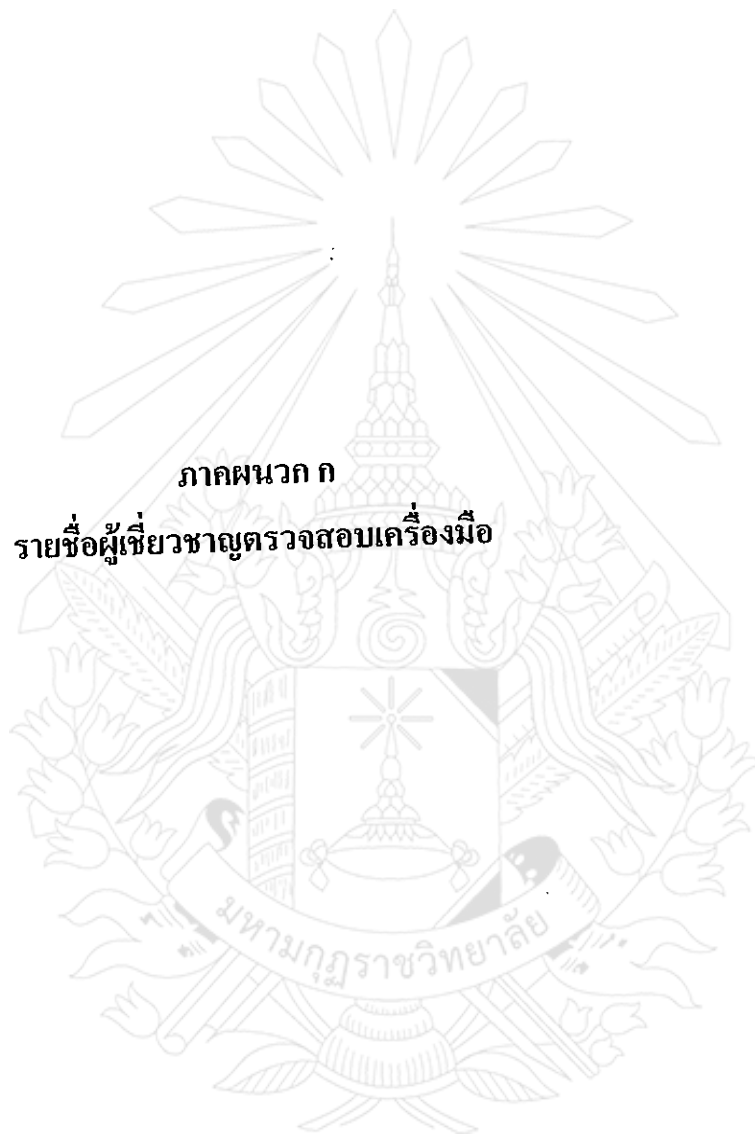 ภาคผนวก ก
รายชื่อผู้เชี่ยวชาญตรวจสอบเครื่องมือ
มหามกุฏราชวิทยาลัย